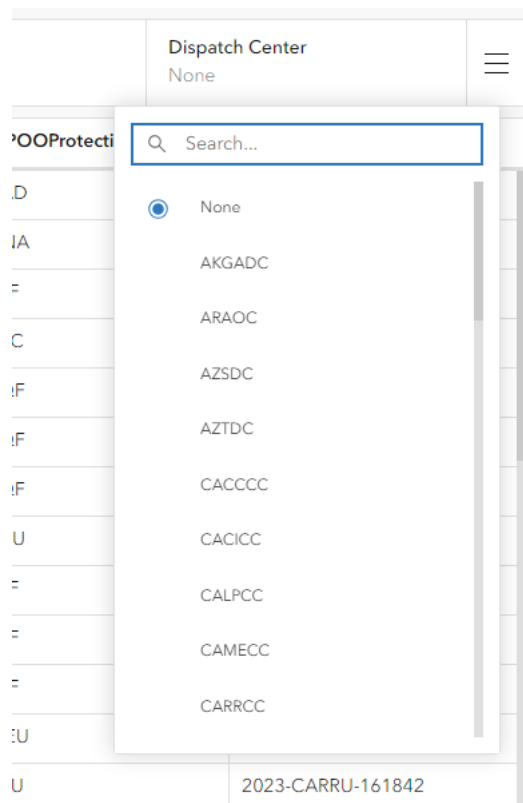 Dispatch Center
None
POOProtecti
Search...
None
AKGADC
ARAOC
AZSDC
AZTDC
CACCCC
CACICC
CALPCC
CAMECC
CARRCC
U
2023-CARRU-161842